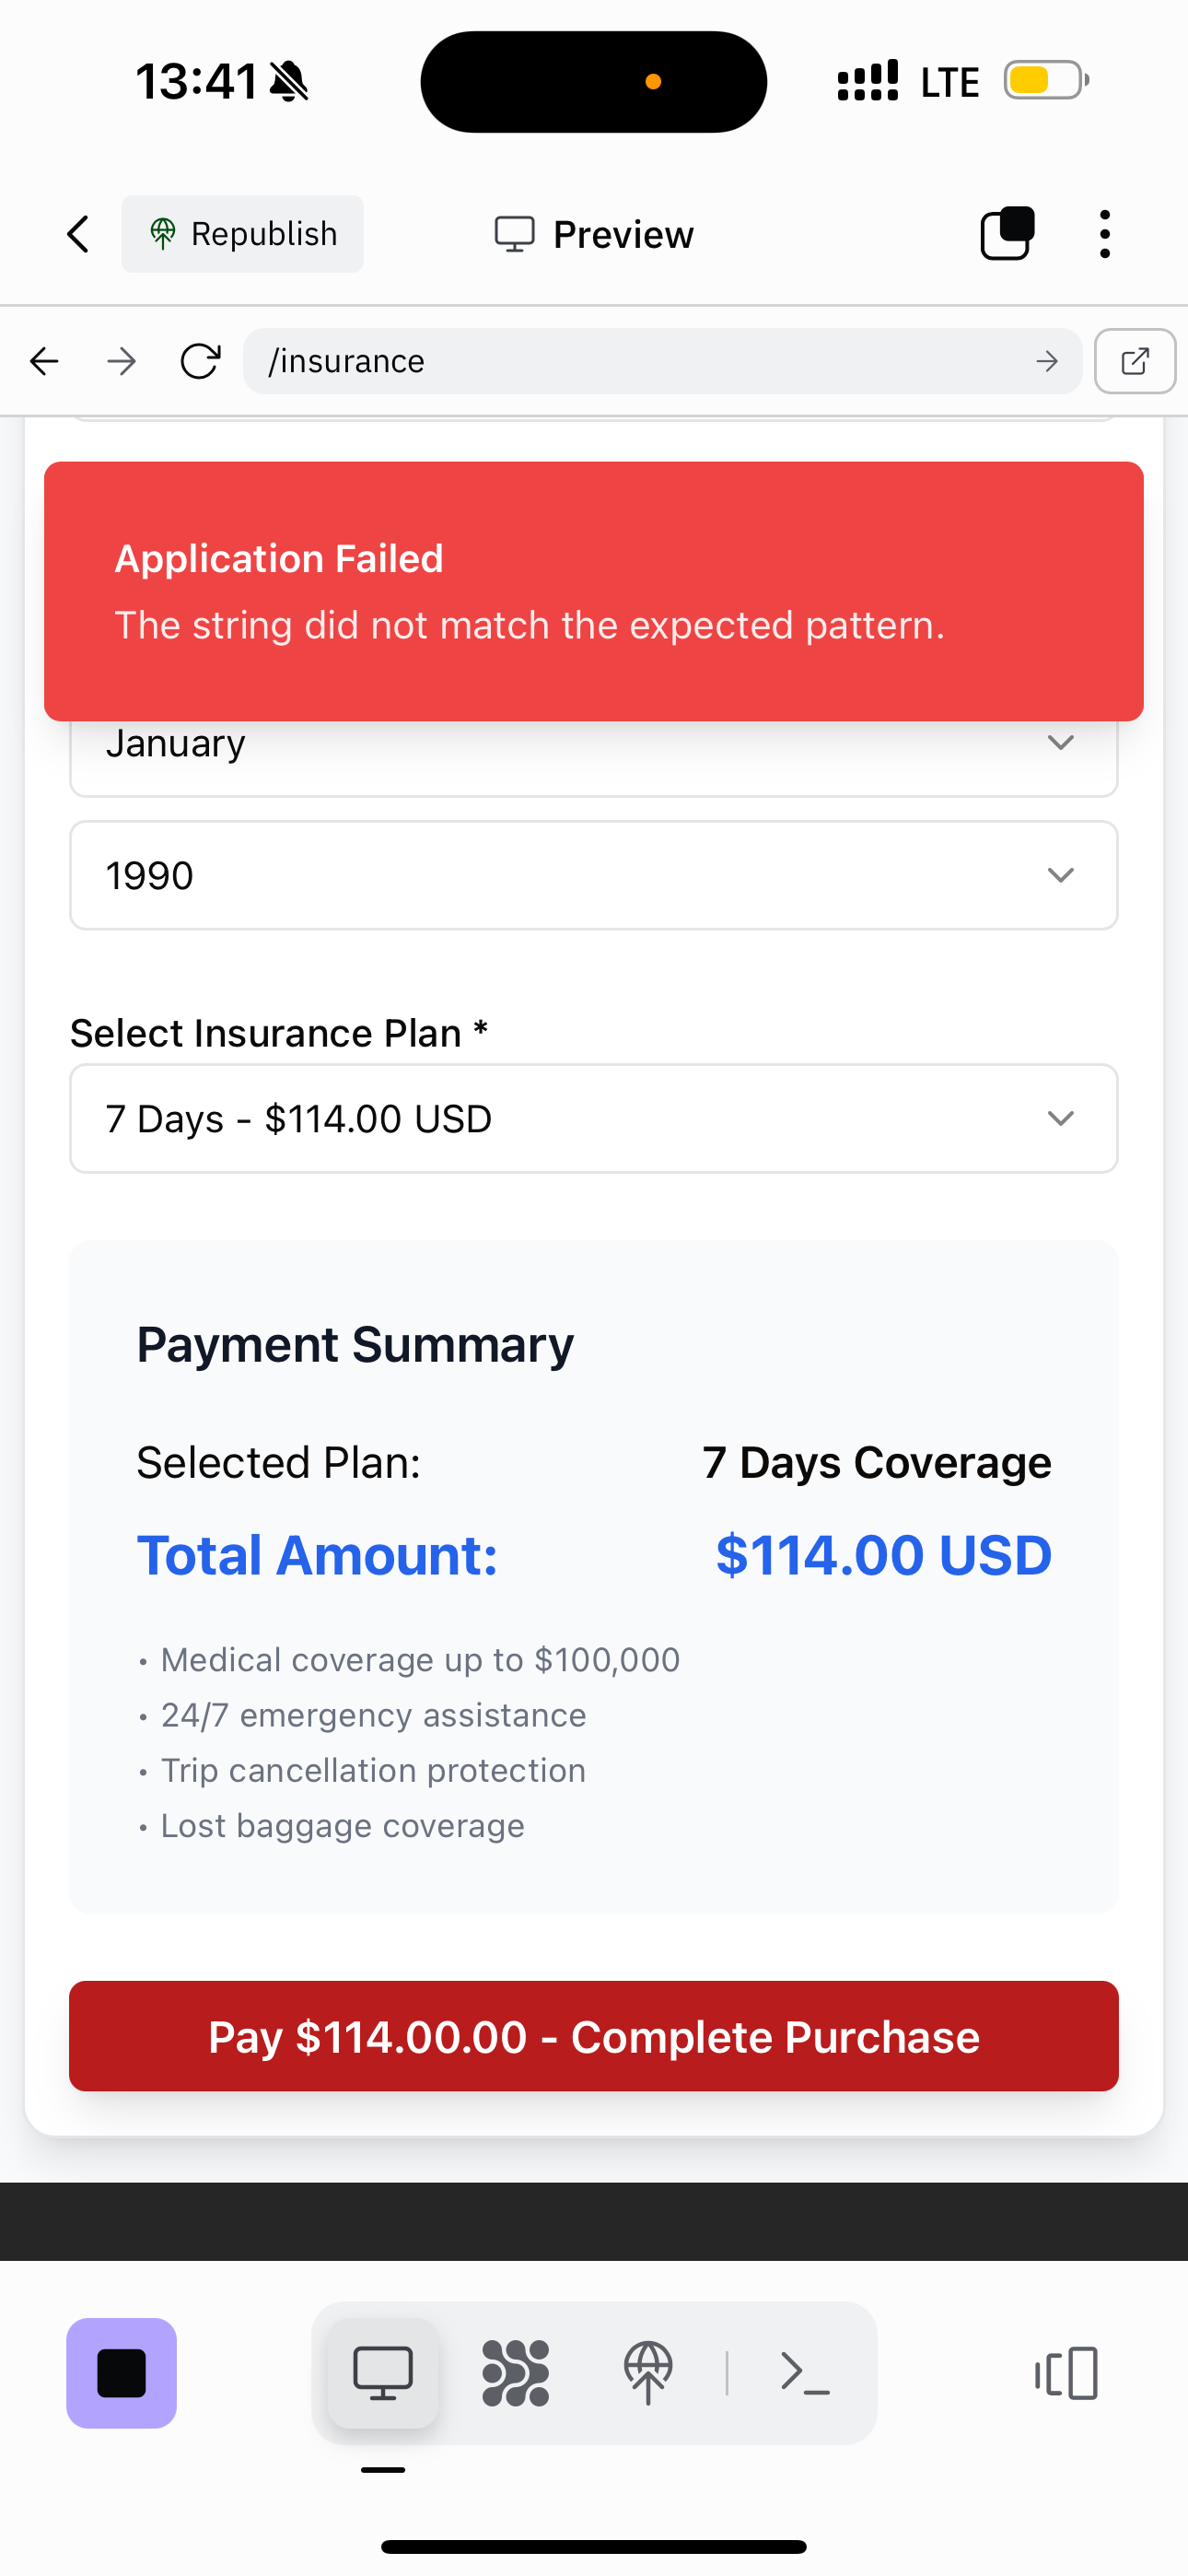 13:41
LTE
Republish
Preview
/insurance
Application Failed
The string did not match the expected pattern.
January
1990
Select Insurance Plan *
7 Days - $114.00 USD
Payment Summary
Selected Plan: 7 Days Coverage
Total Amount: $114.00 USD
• Medical coverage up to $100,000
• 24/7 emergency assistance
• Trip cancellation protection
• Lost baggage coverage
Pay $114.00.00 - Complete Purchase